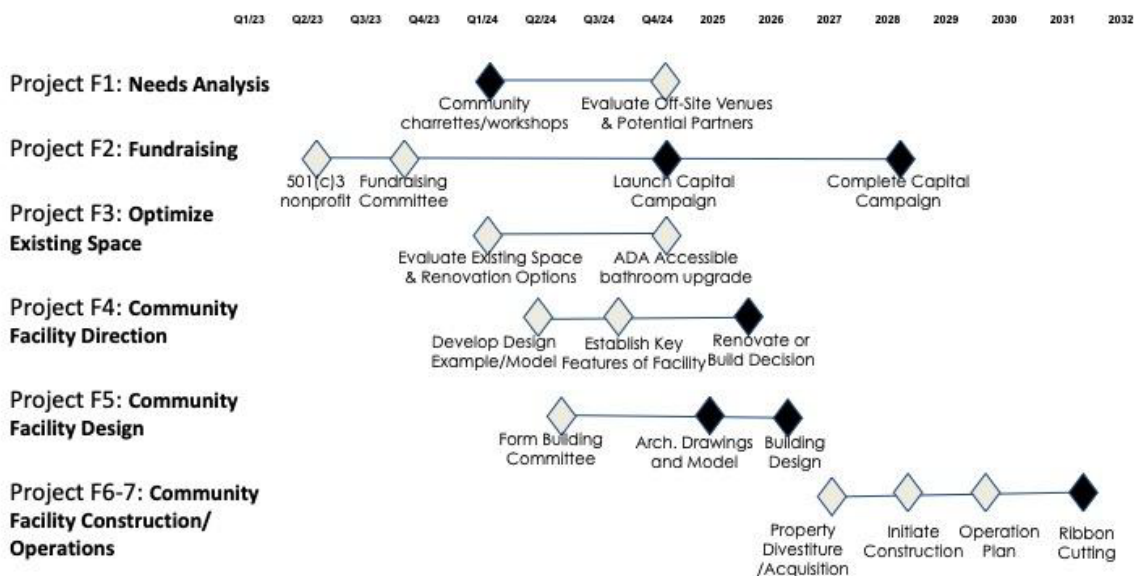 Q1/23 Q2/23 Q3/23 Q4/23 Q1/24 Q2/24 Q3/24 Q4/24 2025 2026 2027 2028 2029 2030 2031 2032
Project F1: Needs Analysis
Community
charrettes/workshops
Evaluate Off-Site Venues
& Potential Partners
Project F2: Fundraising
501(c)3
nonprofit
Fundraising
Committee
Launch Capital
Campaign
Complete Capital
Campaign
Project F3: Optimize
Existing Space
Evaluate Existing Space
& Renovation Options
ADA Accessible
bathroom upgrade
Project F4: Community
Facility Direction
Develop Design
Example/Model
Establish Key
Features of Facility
Renovate or
Build Decision
Project F5: Community
Facility Design
Form Building
Committee
Arch. Drawings
and Model
Building
Design
Project F6-7: Community
Facility Construction/
Operations
Property
Divestiture
/Acquisition
Initiate
Construction
Operation
Plan
Ribbon
Cutting